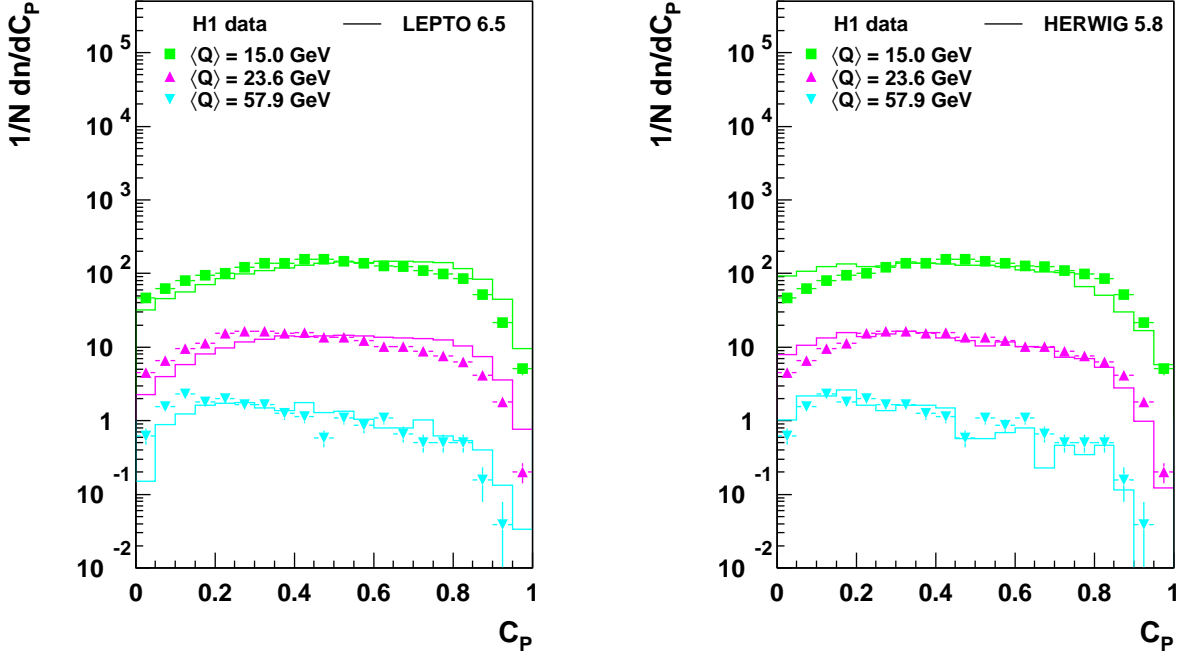 H1 data
LEPTO 6.5
⟨Q⟩ = 15.0 GeV
⟨Q⟩ = 23.6 GeV
⟨Q⟩ = 57.9 GeV
1/N dn/dC_P
10^5
10^4
10^3
10^2
10
1
10^-1
10^-2
0 0.2 0.4 0.6 0.8 1
C_P
H1 data
HERWIG 5.8
⟨Q⟩ = 15.0 GeV
⟨Q⟩ = 23.6 GeV
⟨Q⟩ = 57.9 GeV
1/N dn/dC_P
10^5
10^4
10^3
10^2
10
1
10^-1
10^-2
0 0.2 0.4 0.6 0.8 1
C_P